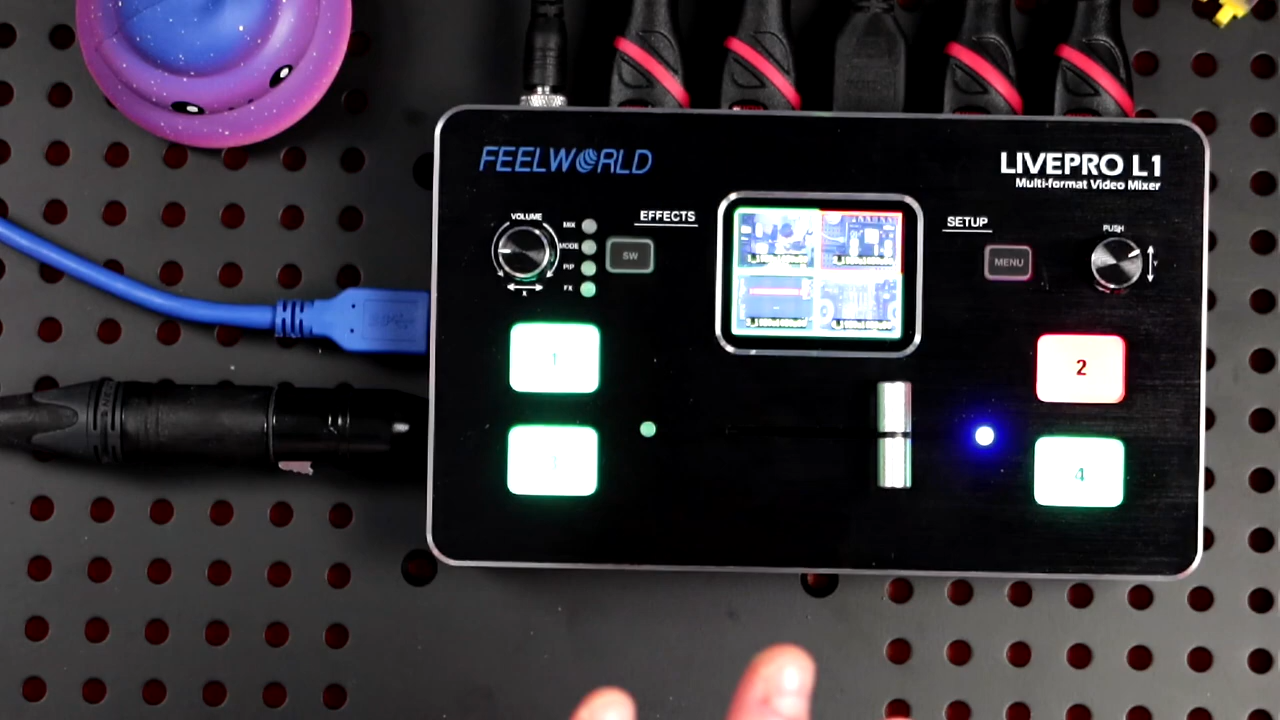 FEELWORLD
LIVEPRO L1
Multi-format Video Mixer
VOLUME
MIX
MODE
PIP
FX
EFFECTS
SW
SETUP
MENU
PUSH
1
2
4